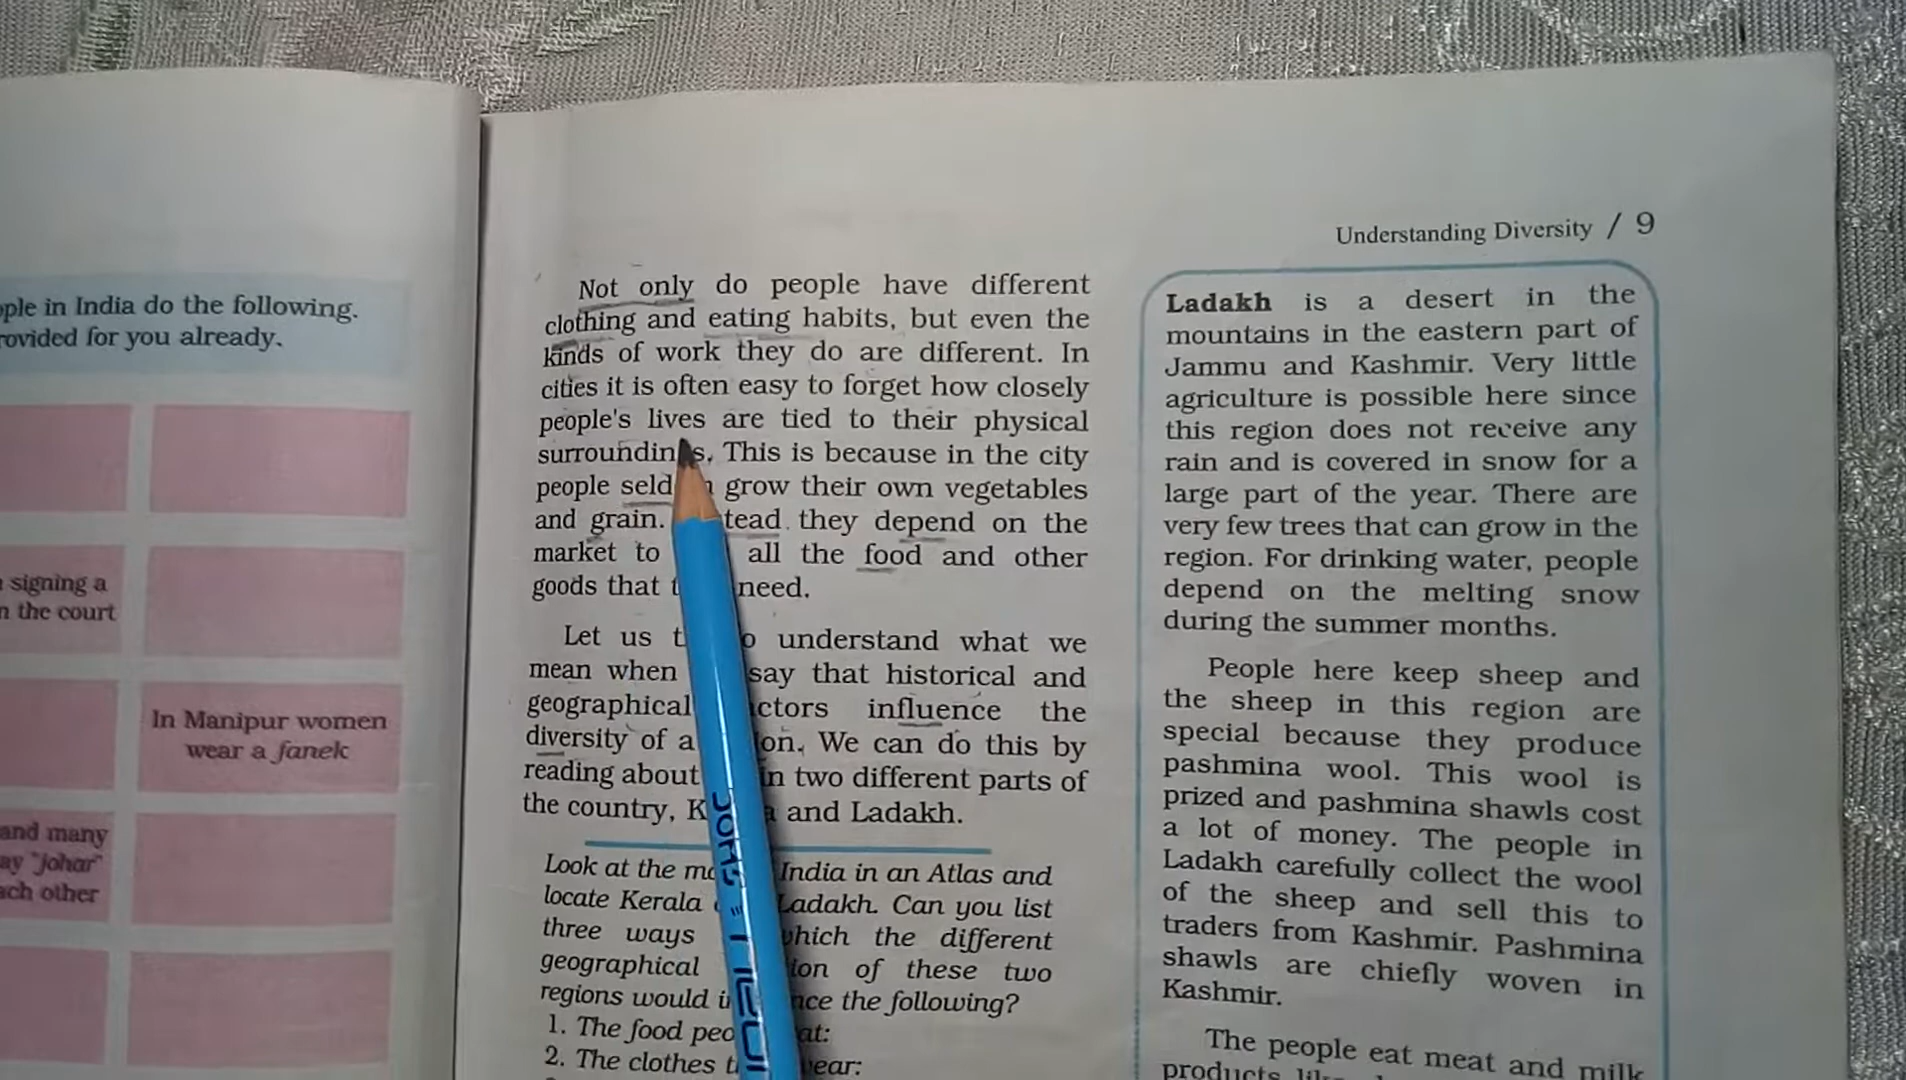 ple in India do the following.
rovided for you already.
signing a
n the court
In Manipur women
wear a fanek
and many
ay "johar"
ach other
Understanding Diversity / 9
Not only do people have different
clothing and eating habits, but even the
kinds of work they do are different. In
cities it is often easy to forget how closely
people's lives are tied to their physical
surroundin s. This is because in the city
people seld grow their own vegetables
and grain. tead they depend on the
market to all the food and other
goods that t need.
Let us t o understand what we
mean when say that historical and
geographical ctors influence the
diversity of a on. We can do this by
reading about in two different parts of
the country, K a and Ladakh.
Look at the ma India in an Atlas and
locate Kerala Ladakh. Can you list
three ways which the different
geographical ion of these two
regions would i nce the following?
1. The food peo at:
2. The clothes t ear:
Ladakh is a desert in the
mountains in the eastern part of
Jammu and Kashmir. Very little
agriculture is possible here since
this region does not receive any
rain and is covered in snow for a
large part of the year. There are
very few trees that can grow in the
region. For drinking water, people
depend on the melting snow
during the summer months.
People here keep sheep and
the sheep in this region are
special because they produce
pashmina wool. This wool is
prized and pashmina shawls cost
a lot of money. The people in
Ladakh carefully collect the wool
of the sheep and sell this to
traders from Kashmir. Pashmina
shawls are chiefly woven in
Kashmir.
The people eat meat and milk
products